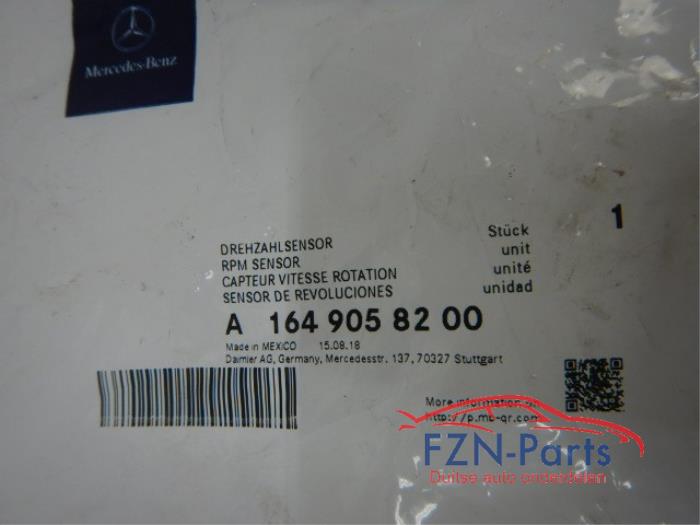 Mercedes-Benz
DREHZAHLSENSOR
RPM SENSOR
CAPTEUR VITESSE ROTATION
SENSOR DE REVOLUCIONES
Stück
unit
unité
unidad
1
A 164 905 82 00
Made in MEXICO 15.08.18
Daimler AG, Germany, Mercedesstr. 137, 70327 Stuttgart
More information on
http://p.mb-qr.com
FZN-Parts
Duitse auto onderdelen